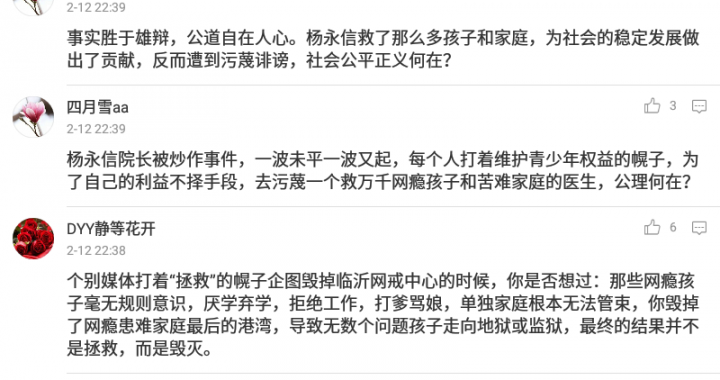 2-12 22:39
事实胜于雄辩，公道自在人心。杨永信救了那么多孩子和家庭，为社会的稳定发展做
出了贡献，反而遭到污蔑诽谤，社会公平正义何在？
四月雪aa
3
2-12 22:39
杨永信院长被炒作事件，一波未平一波又起，每个人打着维护青少年权益的幌子，为
了自己的利益不择手段，去污蔑一个救万千网瘾孩子和苦难家庭的医生，公理何在？
DYY静等花开
6
2-12 22:38
个别媒体打着“拯救”的幌子企图毁掉临沂网戒中心的时候，你是否想过：那些网瘾孩
子毫无规则意识，厌学弃学，拒绝工作，打爹骂娘，单独家庭根本无法管束，你毁掉
了网瘾患难家庭最后的港湾，导致无数个问题孩子走向地狱或监狱，最终的结果并不
是拯救，而是毁灭。